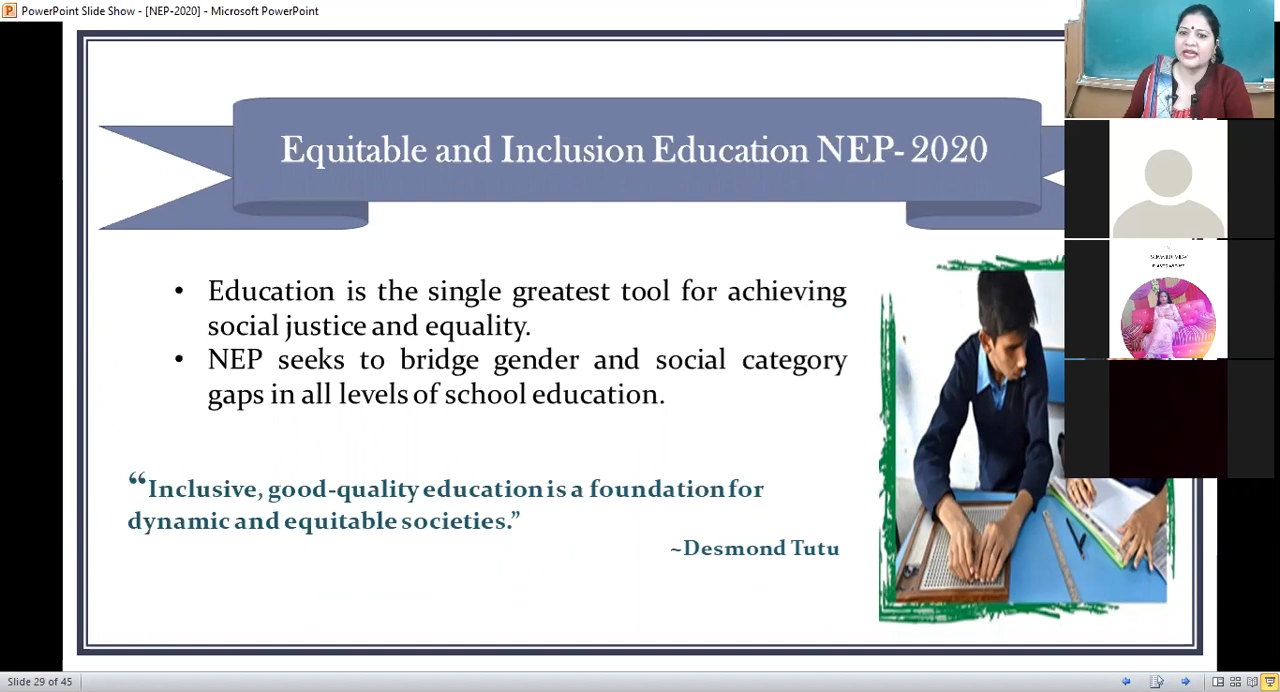 PowerPoint Slide Show - [NEP-2020] - Microsoft PowerPoint
Equitable and Inclusion Education NEP- 2020
• Education is the single greatest tool for achieving
social justice and equality.
• NEP seeks to bridge gender and social category
gaps in all levels of school education.
“Inclusive, good-quality education is a foundation for
dynamic and equitable societies.”
~Desmond Tutu
Slide 29 of 45